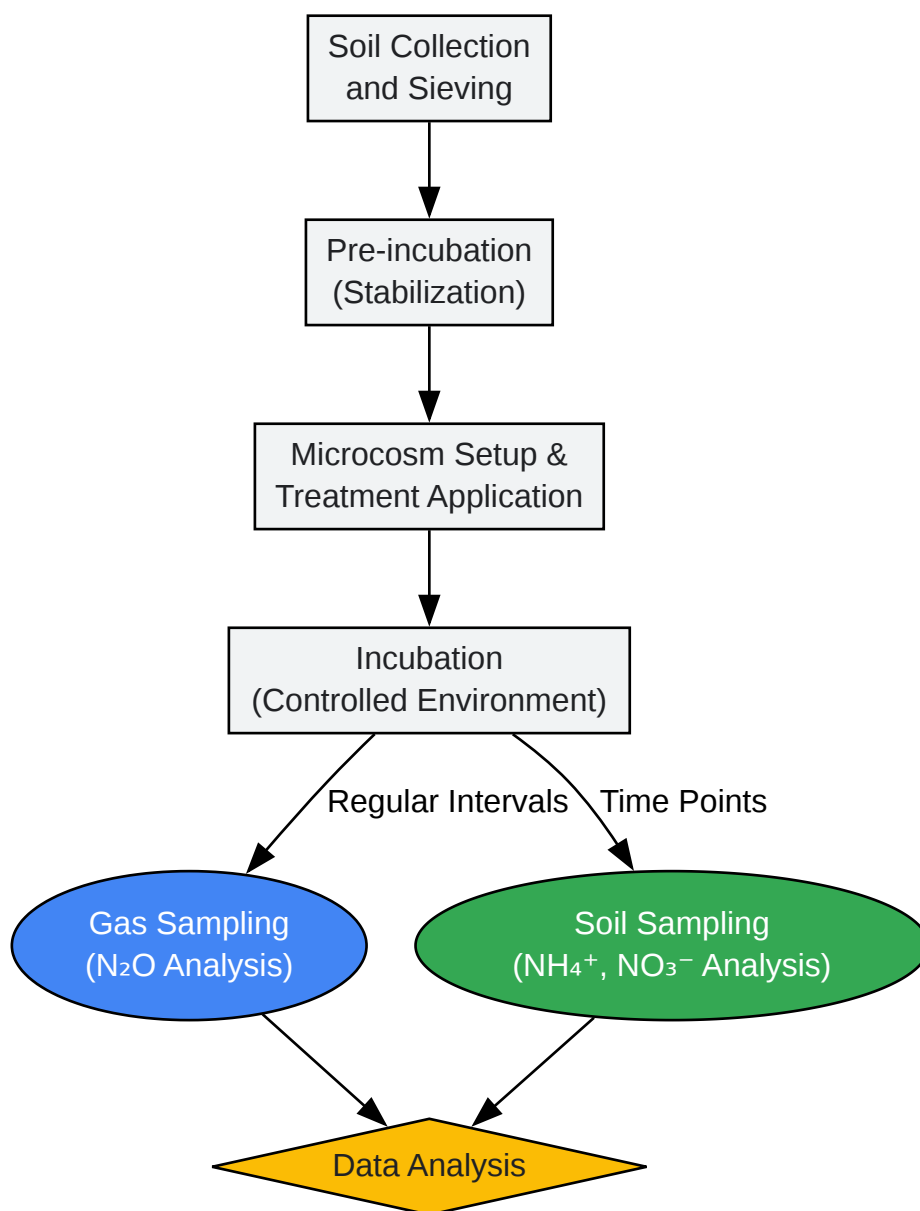 Soil Collection
and Sieving
Pre-incubation
(Stabilization)
Microcosm Setup &
Treatment Application
Incubation
(Controlled Environment)
Regular Intervals
Time Points
Gas Sampling
(N₂O Analysis)
Soil Sampling
(NH₄⁺, NO₃⁻ Analysis)
Data Analysis